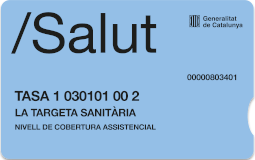 /Salut
Generalitat
de Catalunya
00000803401
TASA 1 030101 00 2
LA TARGETA SANITÀRIA
NIVELL DE COBERTURA ASSISTENCIAL